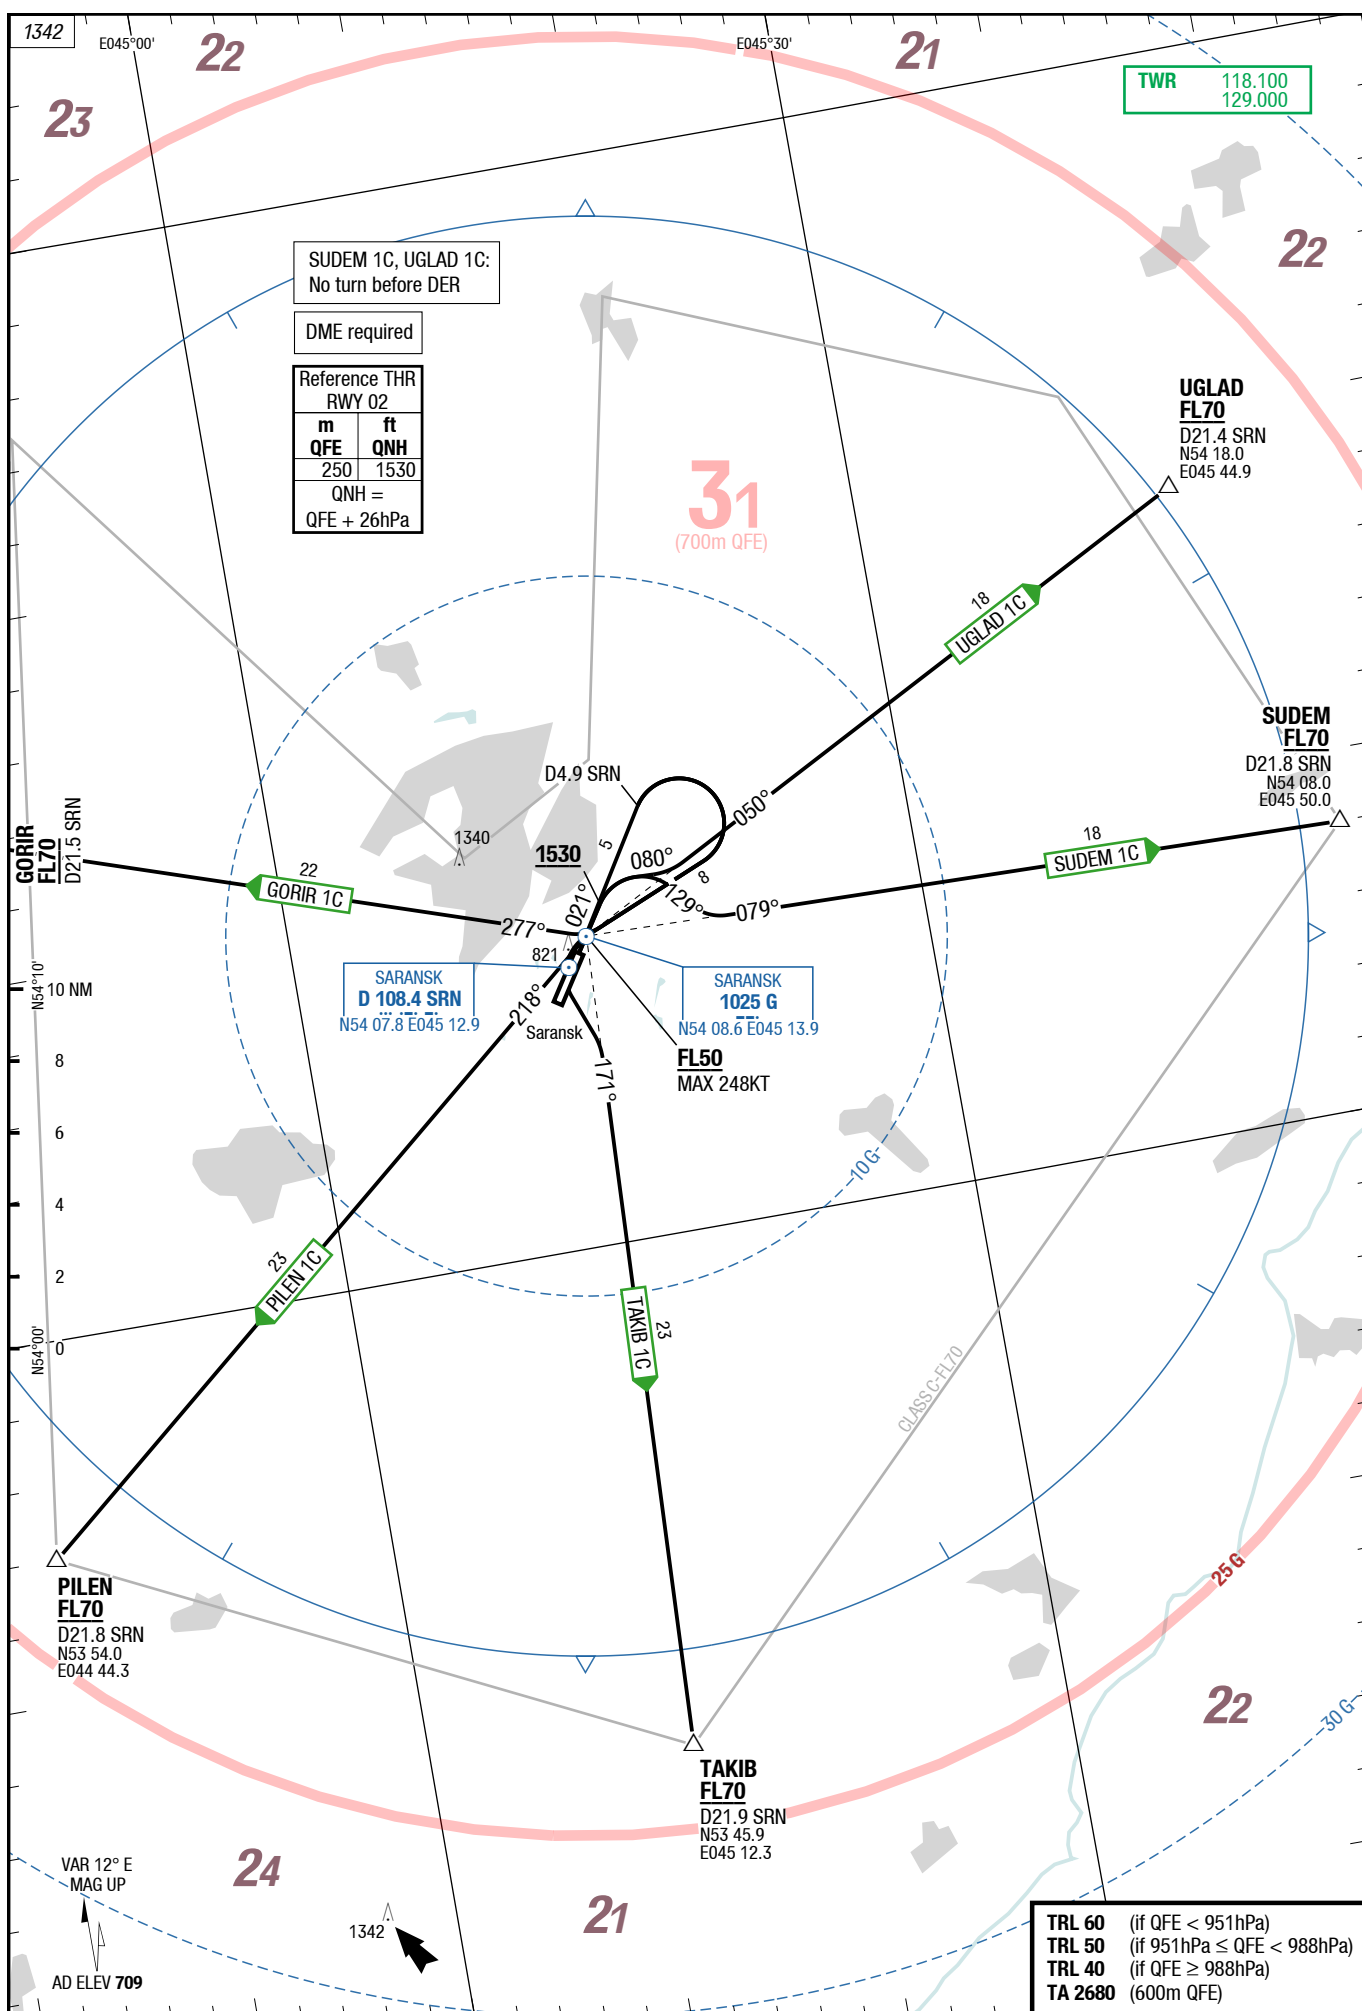 1342
E045°00'
22
E045°30'
21
TWR 118.100
129.000
23
22
SUDEM 1C, UGLAD 1C:
No turn before DER
DME required
Reference THR
RWY 02
m ft
QFE QNH
250 1530
QNH =
QFE + 26hPa
31
(700m QFE)
UGLAD
FL70
D21.4 SRN
N54 18.0
E045 44.9
18
UGLAD 1C
SUDEM
FL70
D21.8 SRN
N54 08.0
E045 50.0
D4.9 SRN
050°
5
1340
1530
080°
8
18
SUDEM 1C
GORIR
FL70
D21.5 SRN
22
GORIR 1C
129°
079°
021°
277°
821
SARANSK
D 108.4 SRN
N54 07.8 E045 12.9
SARANSK
1025 G
N54 08.6 E045 13.9
218°
Saransk
FL50
MAX 248KT
171°
N54°10'
10 NM
8
6
4
2
0
N54°00'
10 G
23
PILEN 1C
23
TAKIB 1C
CLASS C-FL70
PILEN
FL70
D21.8 SRN
N53 54.0
E044 44.3
25 G
22
30 G
TAKIB
FL70
D21.9 SRN
N53 45.9
E045 12.3
24
21
VAR 12° E
MAG UP
1342
AD ELEV 709
TRL 60 (if QFE < 951hPa)
TRL 50 (if 951hPa ≤ QFE < 988hPa)
TRL 40 (if QFE ≥ 988hPa)
TA 2680 (600m QFE)